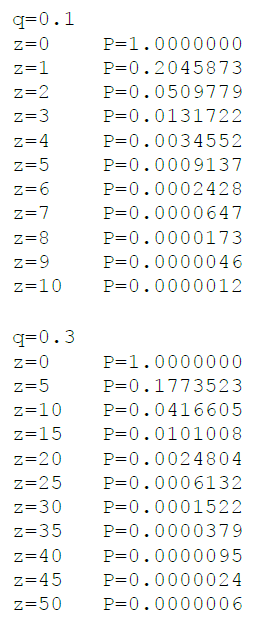 q=0.1
z=0 P=1.0000000
z=1 P=0.2045873
z=2 P=0.0509779
z=3 P=0.0131722
z=4 P=0.0034552
z=5 P=0.0009137
z=6 P=0.0002428
z=7 P=0.0000647
z=8 P=0.0000173
z=9 P=0.0000046
z=10 P=0.0000012
q=0.3
z=0 P=1.0000000
z=5 P=0.1773523
z=10 P=0.0416605
z=15 P=0.0101008
z=20 P=0.0024804
z=25 P=0.0006132
z=30 P=0.0001522
z=35 P=0.0000379
z=40 P=0.0000095
z=45 P=0.0000024
z=50 P=0.0000006